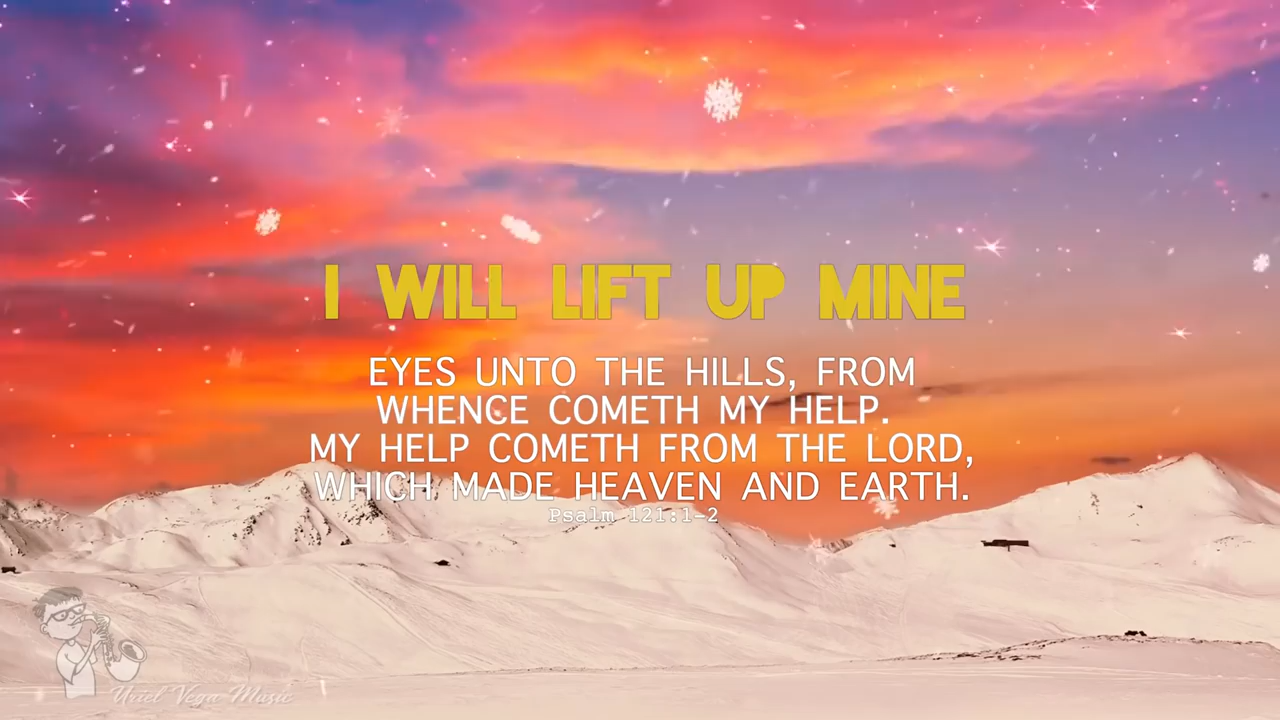 I WILL LIFT UP MINE
EYES UNTO THE HILLS, FROM
WHENCE COMETH MY HELP.
MY HELP COMETH FROM THE LORD,
WHICH MADE HEAVEN AND EARTH.
Psalm 121:1-2
Uriel Vega Music